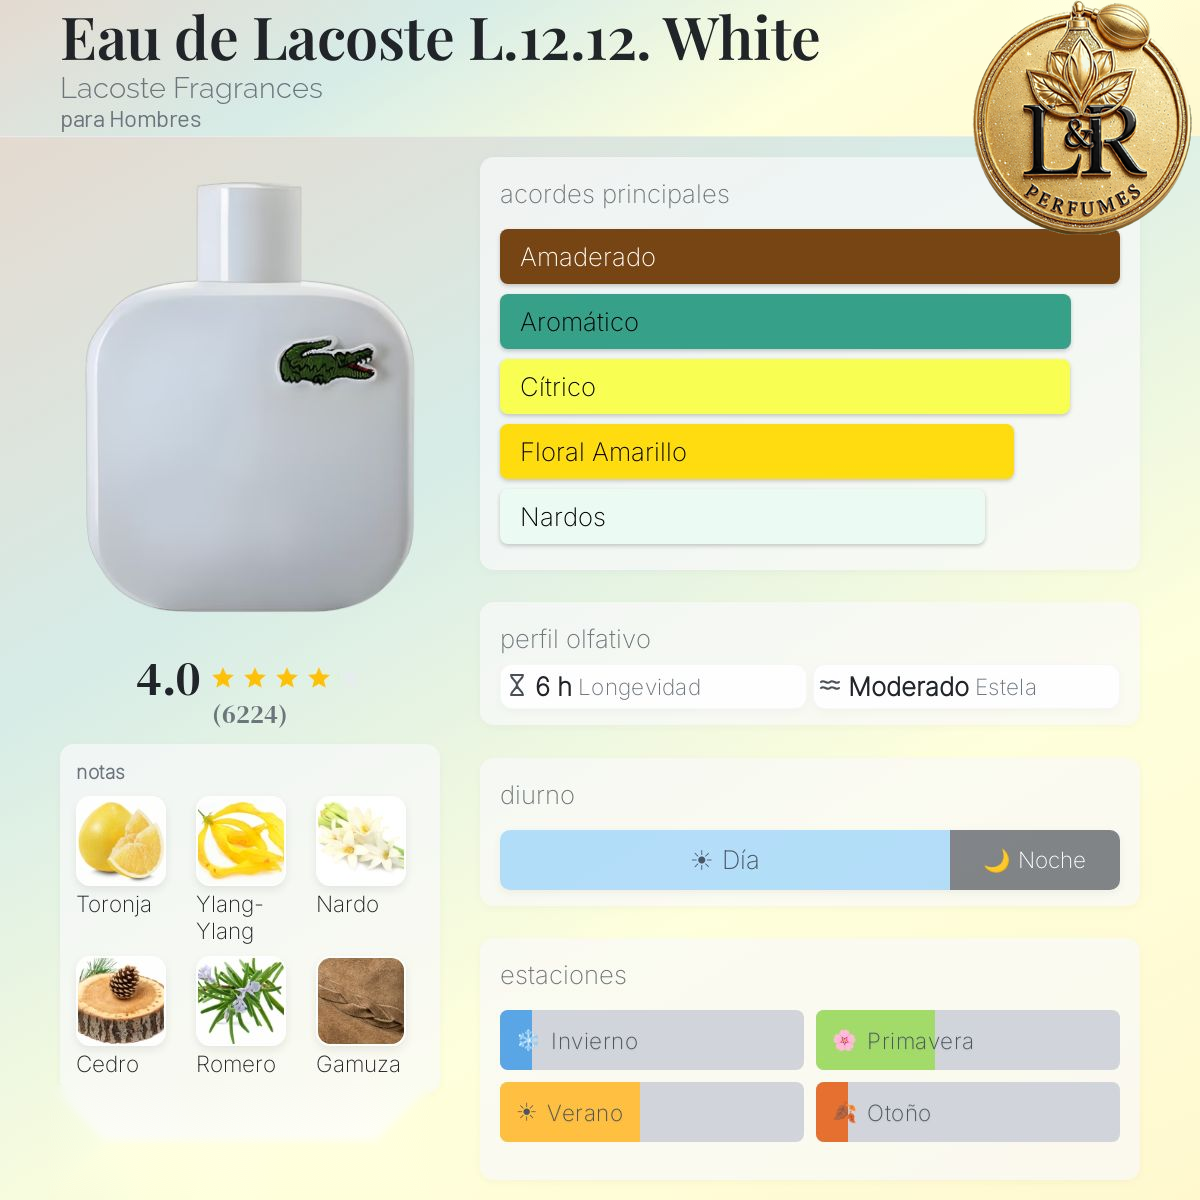 Eau de Lacoste L.12.12. White
Lacoste Fragrances
para Hombres
L&R
PERFUMES
4.0
(6224)
notas
Toronja
Ylang-
Ylang
Nardo
Cedro
Romero
Gamuza
acordes principales
Amaderado
Aromático
Cítrico
Floral Amarillo
Nardos
perfil olfativo
6 h Longevidad
Moderado Estela
diurno
Día
Noche
estaciones
Invierno
Primavera
Verano
Otoño